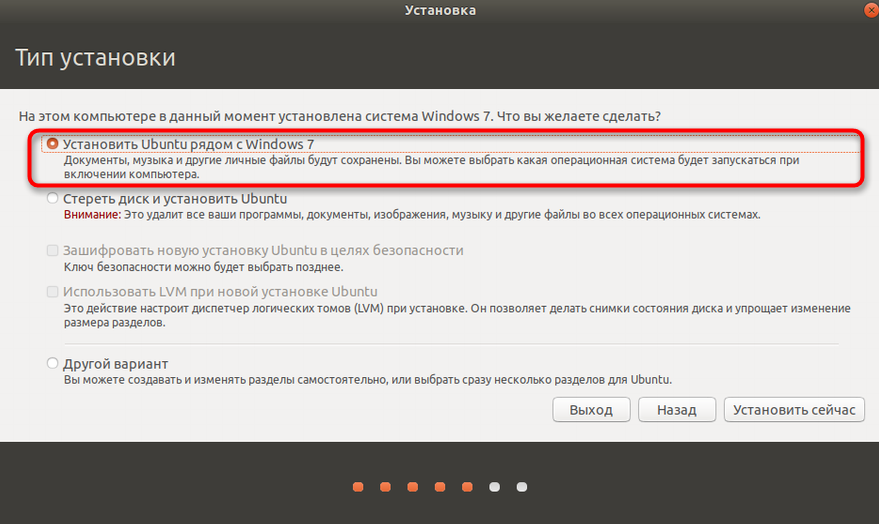 Установка
Тип установки
На этом компьютере в данный момент установлена система Windows 7. Что вы желаете сделать?
Установить Ubuntu рядом с Windows 7
Документы, музыка и другие личные файлы будут сохранены. Вы можете выбрать какая операционная система будет запускаться при
включении компьютера.
Стереть диск и установить Ubuntu
Внимание: Это удалит все ваши программы, документы, изображения, музыку и другие файлы во всех операционных системах.
Зашифровать новую установку Ubuntu в целях безопасности
Ключ безопасности можно будет выбрать позднее.
Использовать LVM при новой установке Ubuntu
Это действие настроит диспетчер логических томов (LVM) при установке. Он позволяет делать снимки состояния диска и упрощает изменение
размера разделов.
Другой вариант
Вы можете создавать и изменять разделы самостоятельно, или выбрать сразу несколько разделов для Ubuntu.
Выход Назад Установить сейчас